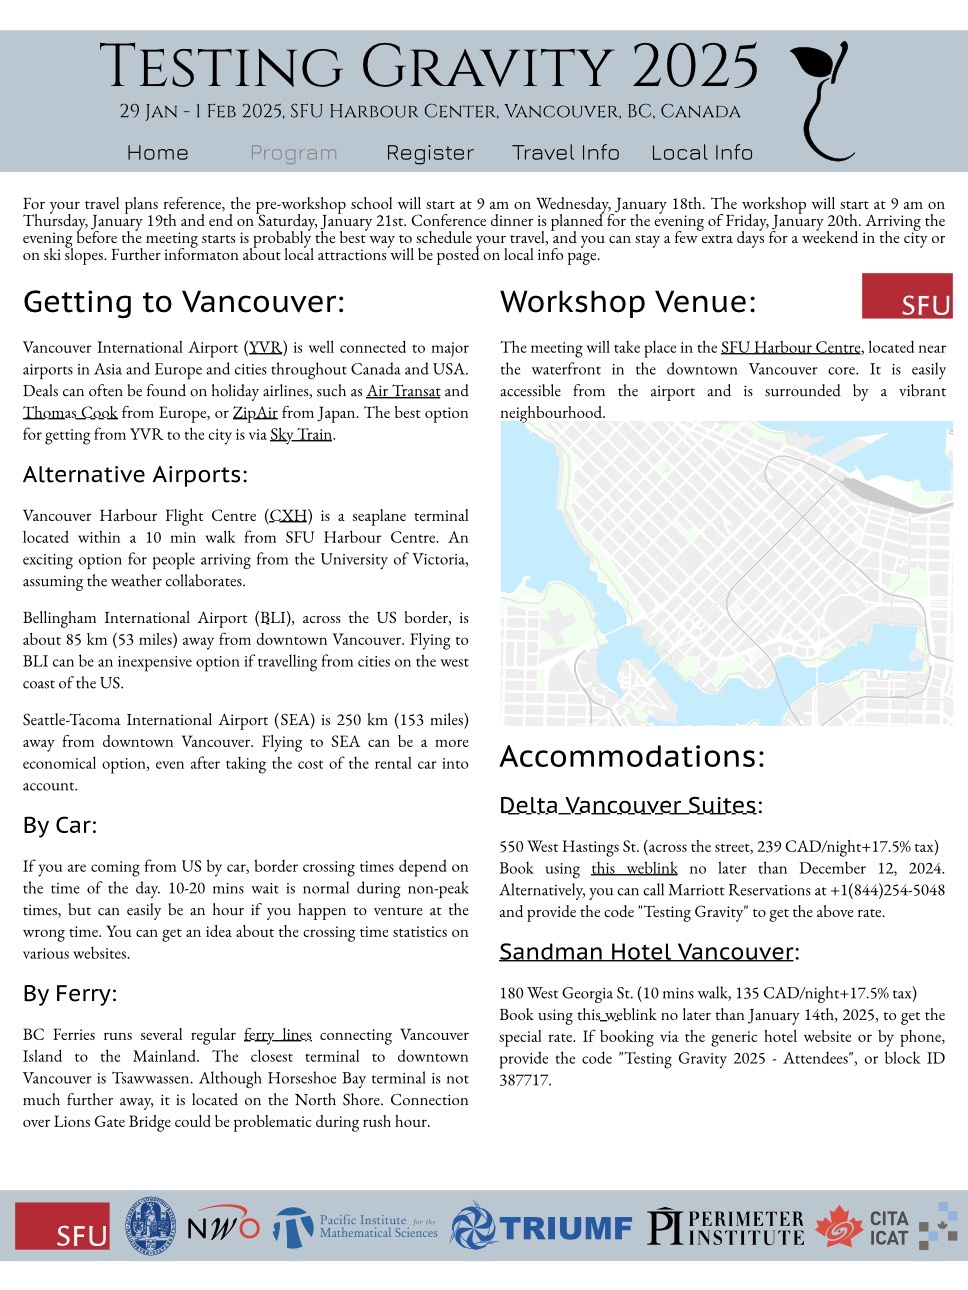 Testing Gravity 2025
29 Jan - 1 Feb 2025, SFU Harbour Center, Vancouver, BC, Canada
Home Program Register Travel Info Local Info
For your travel plans reference, the pre-workshop school will start at 9 am on Wednesday, January 18th. The workshop will start at 9 am on
Thursday, January 19th and end on Saturday, January 21st. Conference dinner is planned for the evening of Friday, January 20th. Arriving the
evening before the meeting starts is probably the best way to schedule your travel, and you can stay a few extra days for a weekend in the city or
on ski slopes. Further informaton about local attractions will be posted on local info page.
Getting to Vancouver:
Vancouver International Airport (YVR) is well connected to major
airports in Asia and Europe and cities throughout Canada and USA.
Deals can often be found on holiday airlines, such as Air Transat and
Thomas Cook from Europe, or ZipAir from Japan. The best option
for getting from YVR to the city is via Sky Train.
Alternative Airports:
Vancouver Harbour Flight Centre (CXH) is a seaplane terminal
located within a 10 min walk from SFU Harbour Centre. An
exciting option for people arriving from the University of Victoria,
assuming the weather collaborates.
Bellingham International Airport (BLI), across the US border, is
about 85 km (53 miles) away from downtown Vancouver. Flying to
BLI can be an inexpensive option if travelling from cities on the west
coast of the US.
Seattle-Tacoma International Airport (SEA) is 250 km (153 miles)
away from downtown Vancouver. Flying to SEA can be a more
economical option, even after taking the cost of the rental car into
account.
By Car:
If you are coming from US by car, border crossing times depend on
the time of the day. 10-20 mins wait is normal during non-peak
times, but can easily be an hour if you happen to venture at the
wrong time. You can get an idea about the crossing time statistics on
various websites.
By Ferry:
BC Ferries runs several regular ferry lines connecting Vancouver
Island to the Mainland. The closest terminal to downtown
Vancouver is Tsawwassen. Although Horseshoe Bay terminal is not
much further away, it is located on the North Shore. Connection
over Lions Gate Bridge could be problematic during rush hour.
Workshop Venue:
SFU
The meeting will take place in the SFU Harbour Centre, located near
the waterfront in the downtown Vancouver core. It is easily
accessible from the airport and is surrounded by a vibrant
neighbourhood.
Accommodations:
Delta Vancouver Suites:
550 West Hastings St. (across the street, 239 CAD/night+17.5% tax)
Book using this weblink no later than December 12, 2024.
Alternatively, you can call Marriott Reservations at +1(844)254-5048
and provide the code "Testing Gravity" to get the above rate.
Sandman Hotel Vancouver:
180 West Georgia St. (10 mins walk, 135 CAD/night+17.5% tax)
Book using this weblink no later than January 14th, 2025, to get the
special rate. If booking via the generic hotel website or by phone,
provide the code "Testing Gravity 2025 - Attendees", or block ID
387717.
SFU
NWO
Pacific Institute for the
Mathematical Sciences
TRIUMF
PI PERIMETER
INSTITUTE
CITA
ICAT